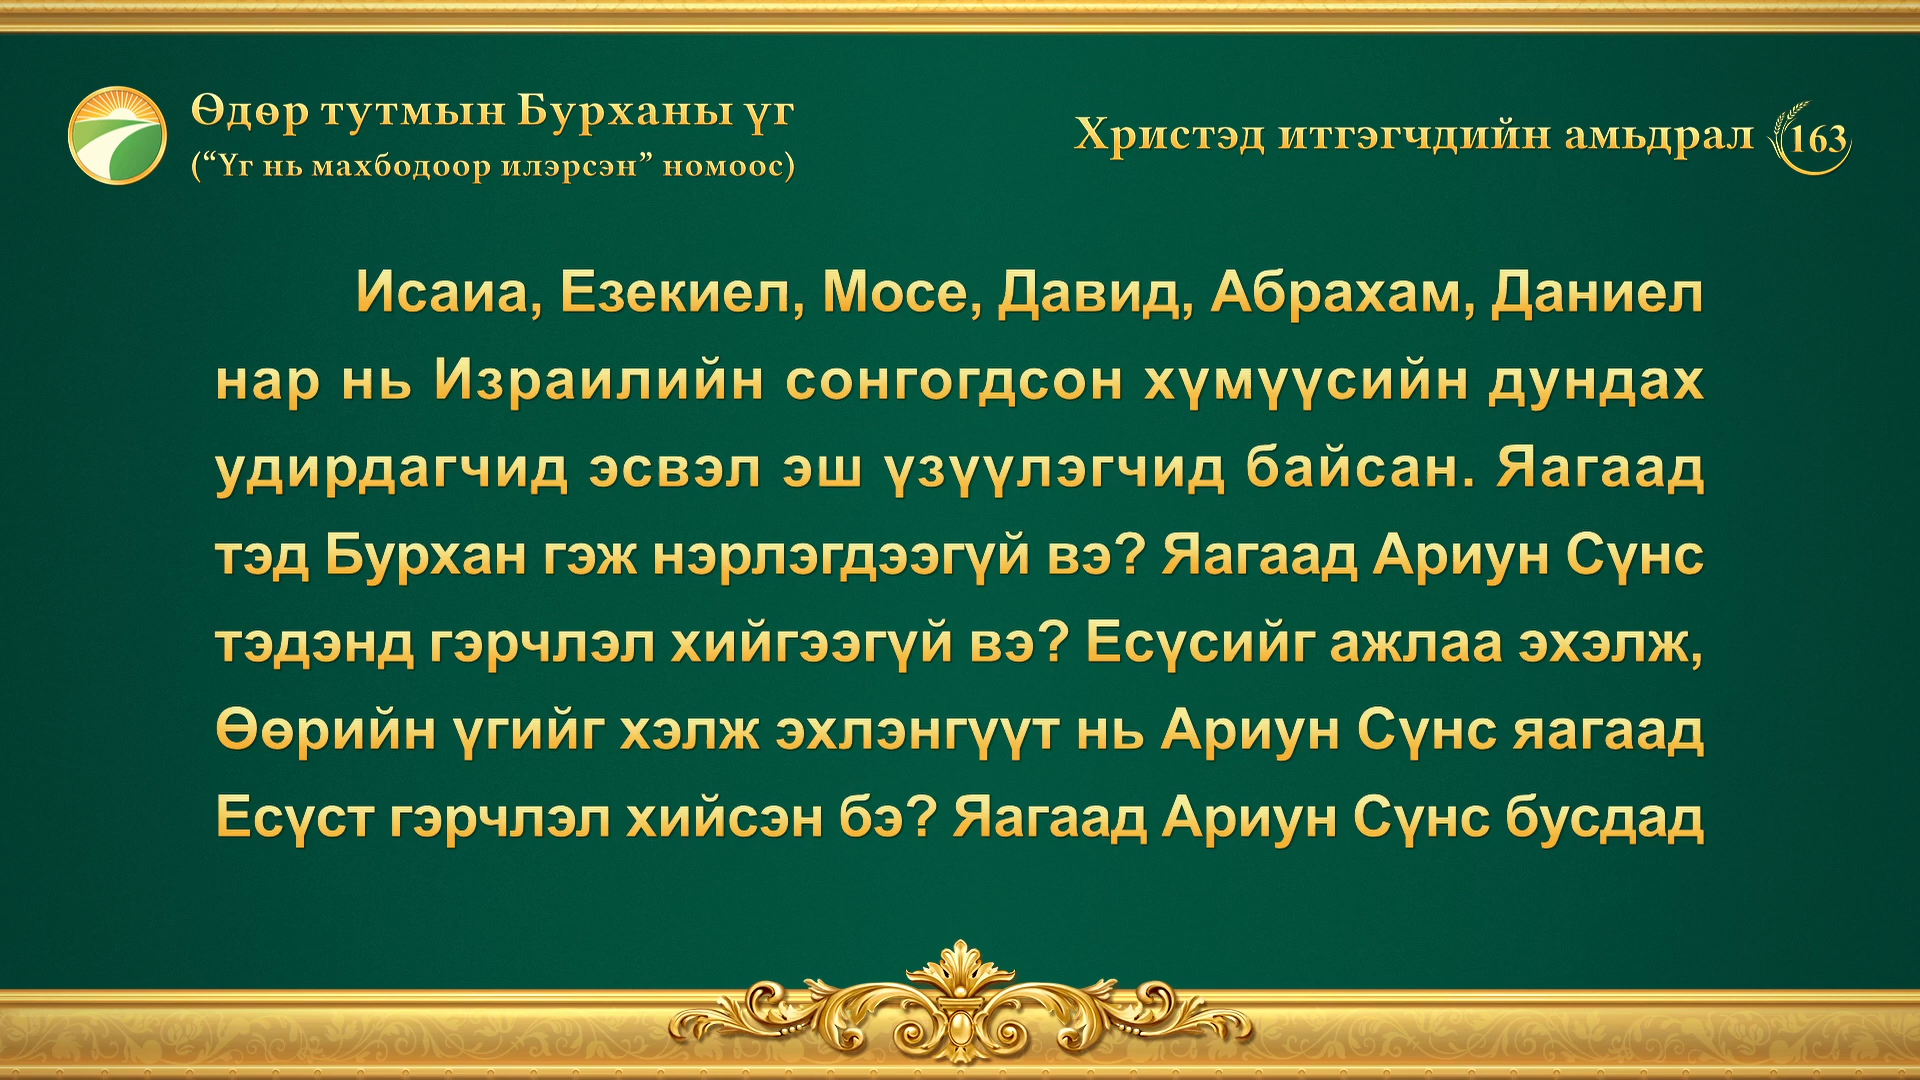 Өдөр тутмын Бурханы үг
(“Үг нь махбодоор илэрсэн” номоос)
Христэд итгэгчдийн амьдрал 163
Исаиа, Езекиел, Мосе, Давид, Абрахам, Даниел
нар нь Израилийн сонгогдсон хүмүүсийн дундах
удирдагчид эсвэл эш үзүүлэгчид байсан. Яагаад
тэд Бурхан гэж нэрлэгдээгүй вэ? Яагаад Ариун Сүнс
тэдэнд гэрчлэл хийгээгүй вэ? Есүсийг ажлаа эхэлж,
Өөрийн үгийг хэлж эхлэнгүүт нь Ариун Сүнс яагаад
Есүст гэрчлэл хийсэн бэ? Яагаад Ариун Сүнс бусдад